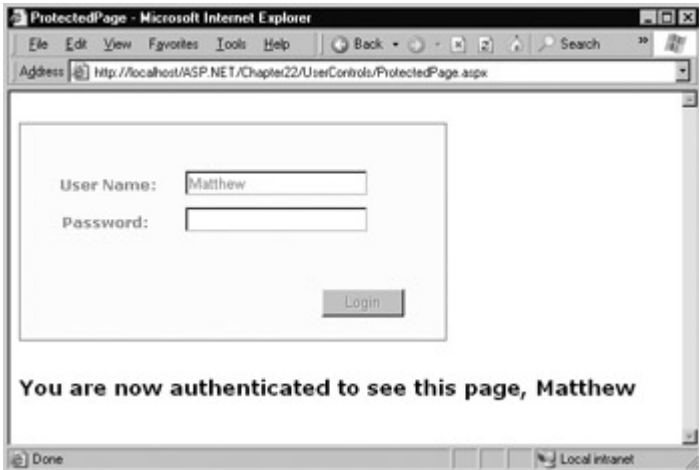 ProtectedPage - Microsoft Internet Explorer
File Edit View Favorites Tools Help Back Search
Address http://localhost/ASP.NET/Chapter22/UserControls/ProtectedPage.aspx
User Name: Matthew
Password:
Login
You are now authenticated to see this page, Matthew
Done Local intranet